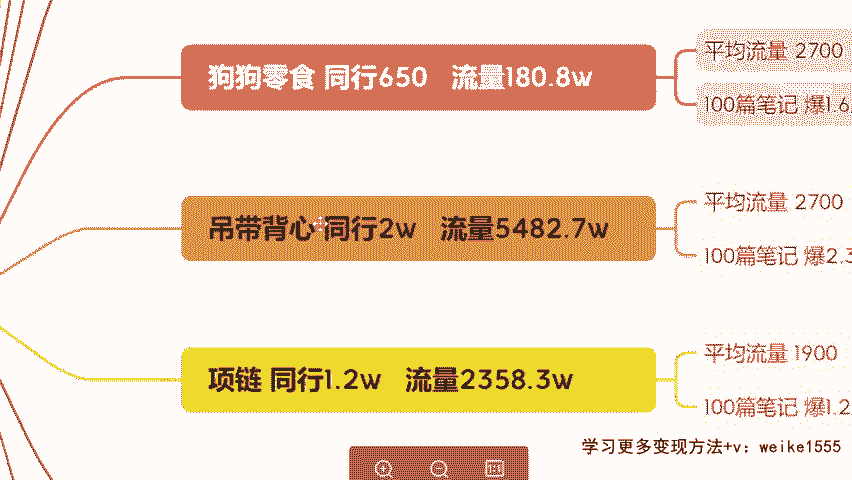 狗狗零食 同行650 流量180.8w
平均流量 2700
100篇笔记 爆1.6
吊带背心 同行2w 流量5482.7w
平均流量 2700
100篇笔记 爆2.3
项链 同行1.2w 流量2358.3w
平均流量 1900
100篇笔记 爆1.2
学习更多变现方法+v：weike1555
1:1